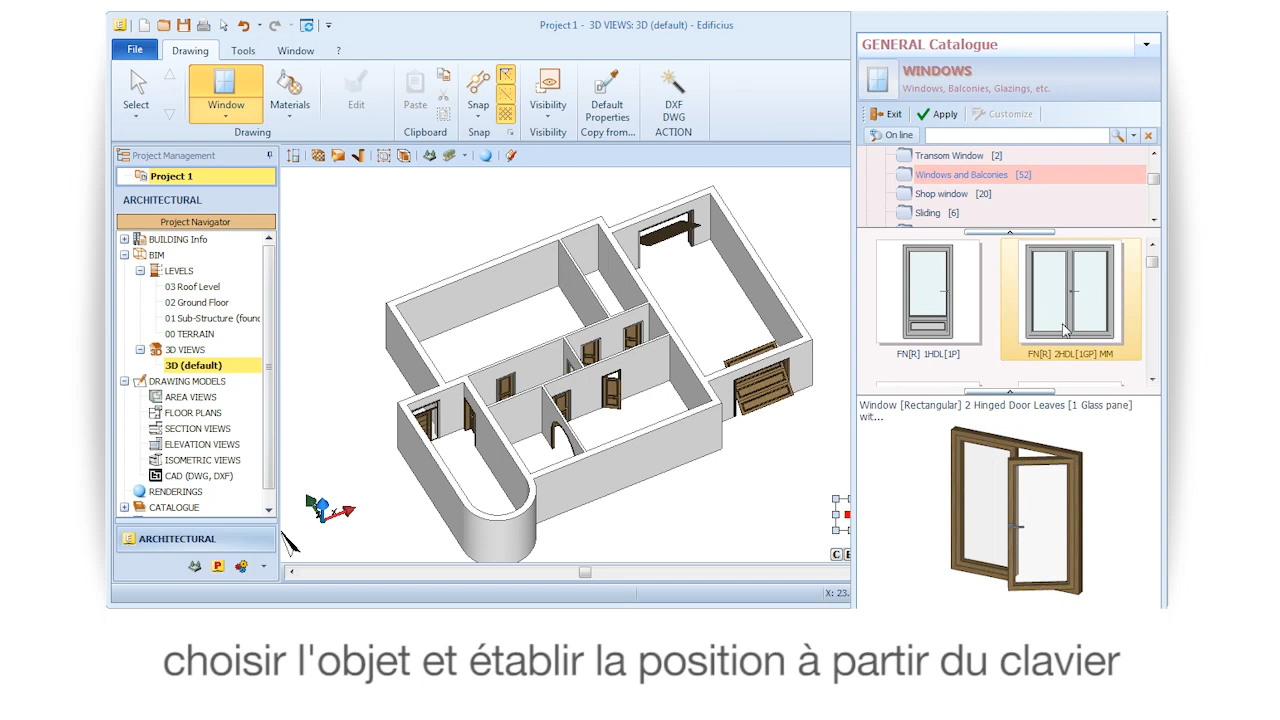 Project 1 - 3D VIEWS: 3D (default) - Edificius
File
Drawing
Tools
Window
?
Select
Window
Materials
Edit
Paste
Snap
Visibility
Default Properties
DXF DWG
Drawing
Clipboard
Snap
Visibility
Copy from...
ACTION
Project Management
Project 1
ARCHITECTURAL
Project Navigator
BUILDING Info
BIM
LEVELS
03 Roof Level
02 Ground Floor
01 Sub-Structure (found
00 TERRAIN
3D VIEWS
3D (default)
DRAWING MODELS
AREA VIEWS
FLOOR PLANS
SECTION VIEWS
ELEVATION VIEWS
ISOMETRIC VIEWS
CAD (DWG, DXF)
RENDERINGS
CATALOGUE
ARCHITECTURAL
X: 23.
GENERAL Catalogue
WINDOWS
Windows, Balconies, Glazings, etc.
Exit
Apply
Customize
On line
Transom Window [2]
Windows and Balconies [52]
Shop window [20]
Sliding [6]
FN[R] 1HDL[1P]
FN[R] 2HDL[1GP] MM
Window [Rectangular] 2 Hinged Door Leaves [1 Glass pane]
wit...
choisir l'objet et établir la position à partir du clavier